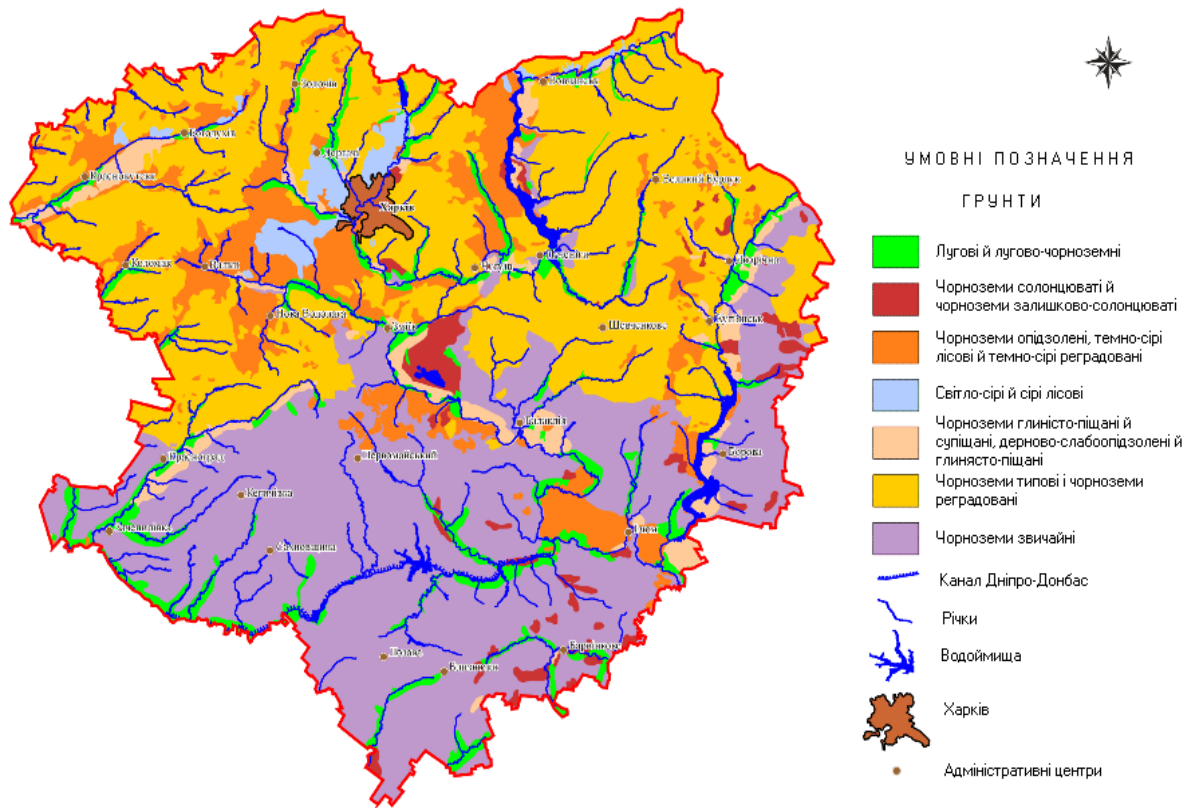 Золочів
Вовчанськ
Богодухів
Дергачі
Краснокутськ
Великий Бурлук
Харків
Коломак
Валки
Чугуїв
Дворічна
Нова Водолага
Зміїв
Шевченкове
Куп'янськ
Балаклія
Красноград
Первомайський
Борова
Кегичівка
Зачепилівка
Ізюм
Сахновщина
Барвінкове
Лозова
Близнюки
УМОВНІ ПОЗНАЧЕННЯ
ГРУНТИ
Лугові й лугово-чорноземні
Чорноземи солонцюваті й
чорноземи залишково-солонцюваті
Чорноземи опідзолені, темно-сірі
лісові й темно-сірі реградовані
Світло-сірі й сірі лісові
Чорноземи глиністо-піщані й
супіщані, дерново-слабоопідзолені й
глинясто-піщані
Чорноземи типові і чорноземи
реградовані
Чорноземи звичайні
Канал Дніпро-Донбас
Річки
Водоймища
Харків
Адміністративні центри